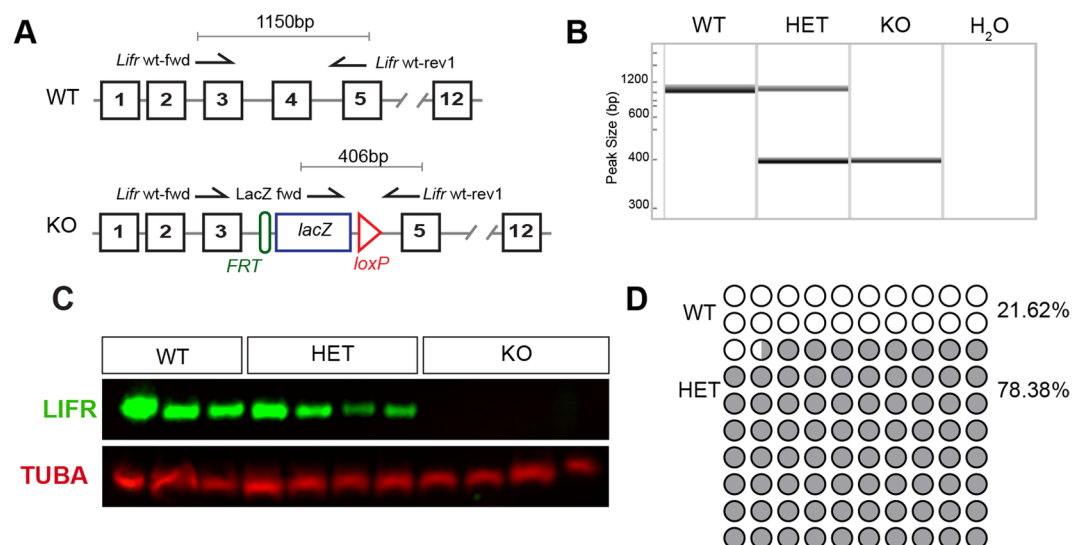 A
1150bp
Lifr wt-fwd
Lifr wt-rev1
WT
1 2 3 4 5 12
406bp
Lifr wt-fwd LacZ fwd Lifr wt-rev1
KO
1 2 3 lacZ 5 12
FRT
loxP
B
WT HET KO H₂O
Peak Size (bp)
1200
600
400
300
C
WT HET KO
LIFR
TUBA
D
WT 21.62%
HET 78.38%